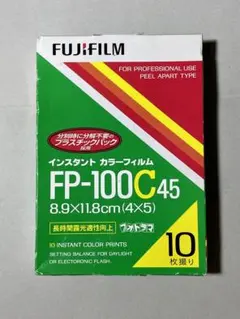 FUJIFILM
FOR PROFESSIONAL USE
PEEL APART TYPE
分別時に分解不要の
プラスチックパック
採用
インスタント カラーフィルム
FP-100C45
8.9×11.8cm(4×5)
長時間露光適性向上
フォトラマ
10
枚撮り
10 INSTANT COLOR PRINTS
SETTING BALANCE FOR DAYLIGHT
OR ELECTORONIC FLASH.